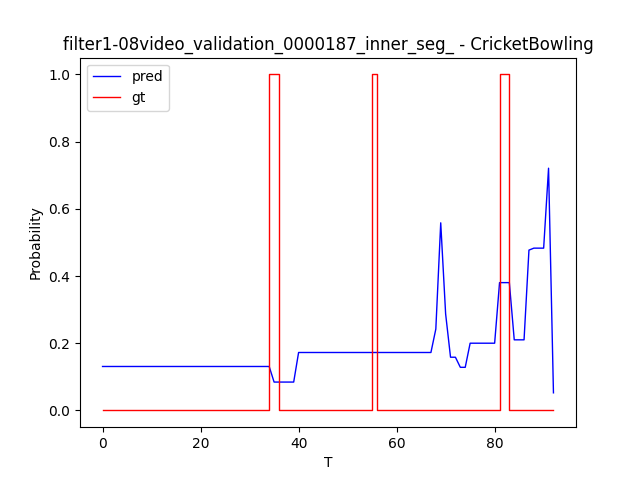 filter1-08video_validation_0000187_inner_seg_ - CricketBowling
pred
gt
1.0
0.8
0.6
0.4
0.2
0.0
Probability
0 20 40 60 80
T